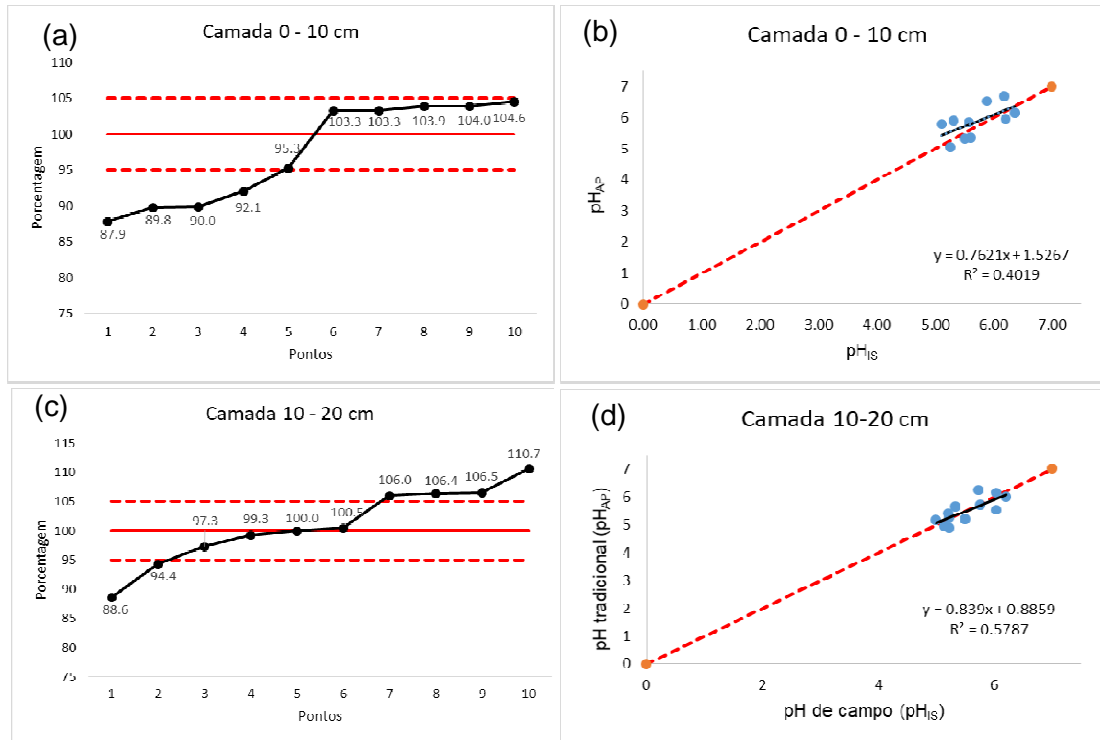 (a)
Camada 0 - 10 cm
Porcentagem
110
105
100
95
90
85
80
75
87.9
89.8
90.0
92.1
95.3
103.3
103.3
103.9
104.0
104.6
1 2 3 4 5 6 7 8 9 10
Pontos
(b)
Camada 0 - 10 cm
pHAP
7
6
5
4
3
2
1
0
y = 0.7621x + 1.5267
R² = 0.4019
0.00 1.00 2.00 3.00 4.00 5.00 6.00 7.00
pHIS
(c)
Camada 10 - 20 cm
Porcentagem
115
110
105
100
95
90
85
80
75
88.6
94.4
97.3
99.3
100.0
100.5
106.0
106.4
106.5
110.7
1 2 3 4 5 6 7 8 9 10
Pontos
(d)
Camada 10-20 cm
pH tradicional (pHAP)
7
6
5
4
3
2
1
0
y = 0.839x + 0.8859
R² = 0.5787
0 2 4 6
pH de campo (pHIS)